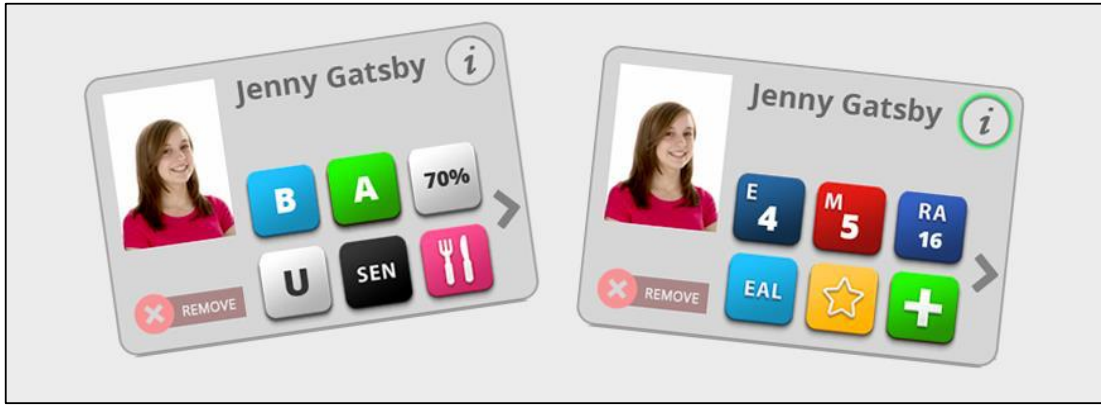 Jenny Gatsby i
B A 70%
U SEN
REMOVE
Jenny Gatsby i
E 4 M 5 RA 16
EAL
REMOVE